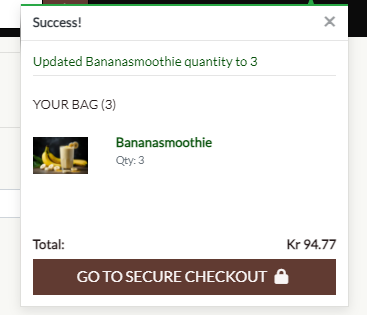 Success! ×
Updated Bananasmoothie quantity to 3
YOUR BAG (3)
Bananasmoothie
Qty: 3
Total: Kr 94.77
GO TO SECURE CHECKOUT